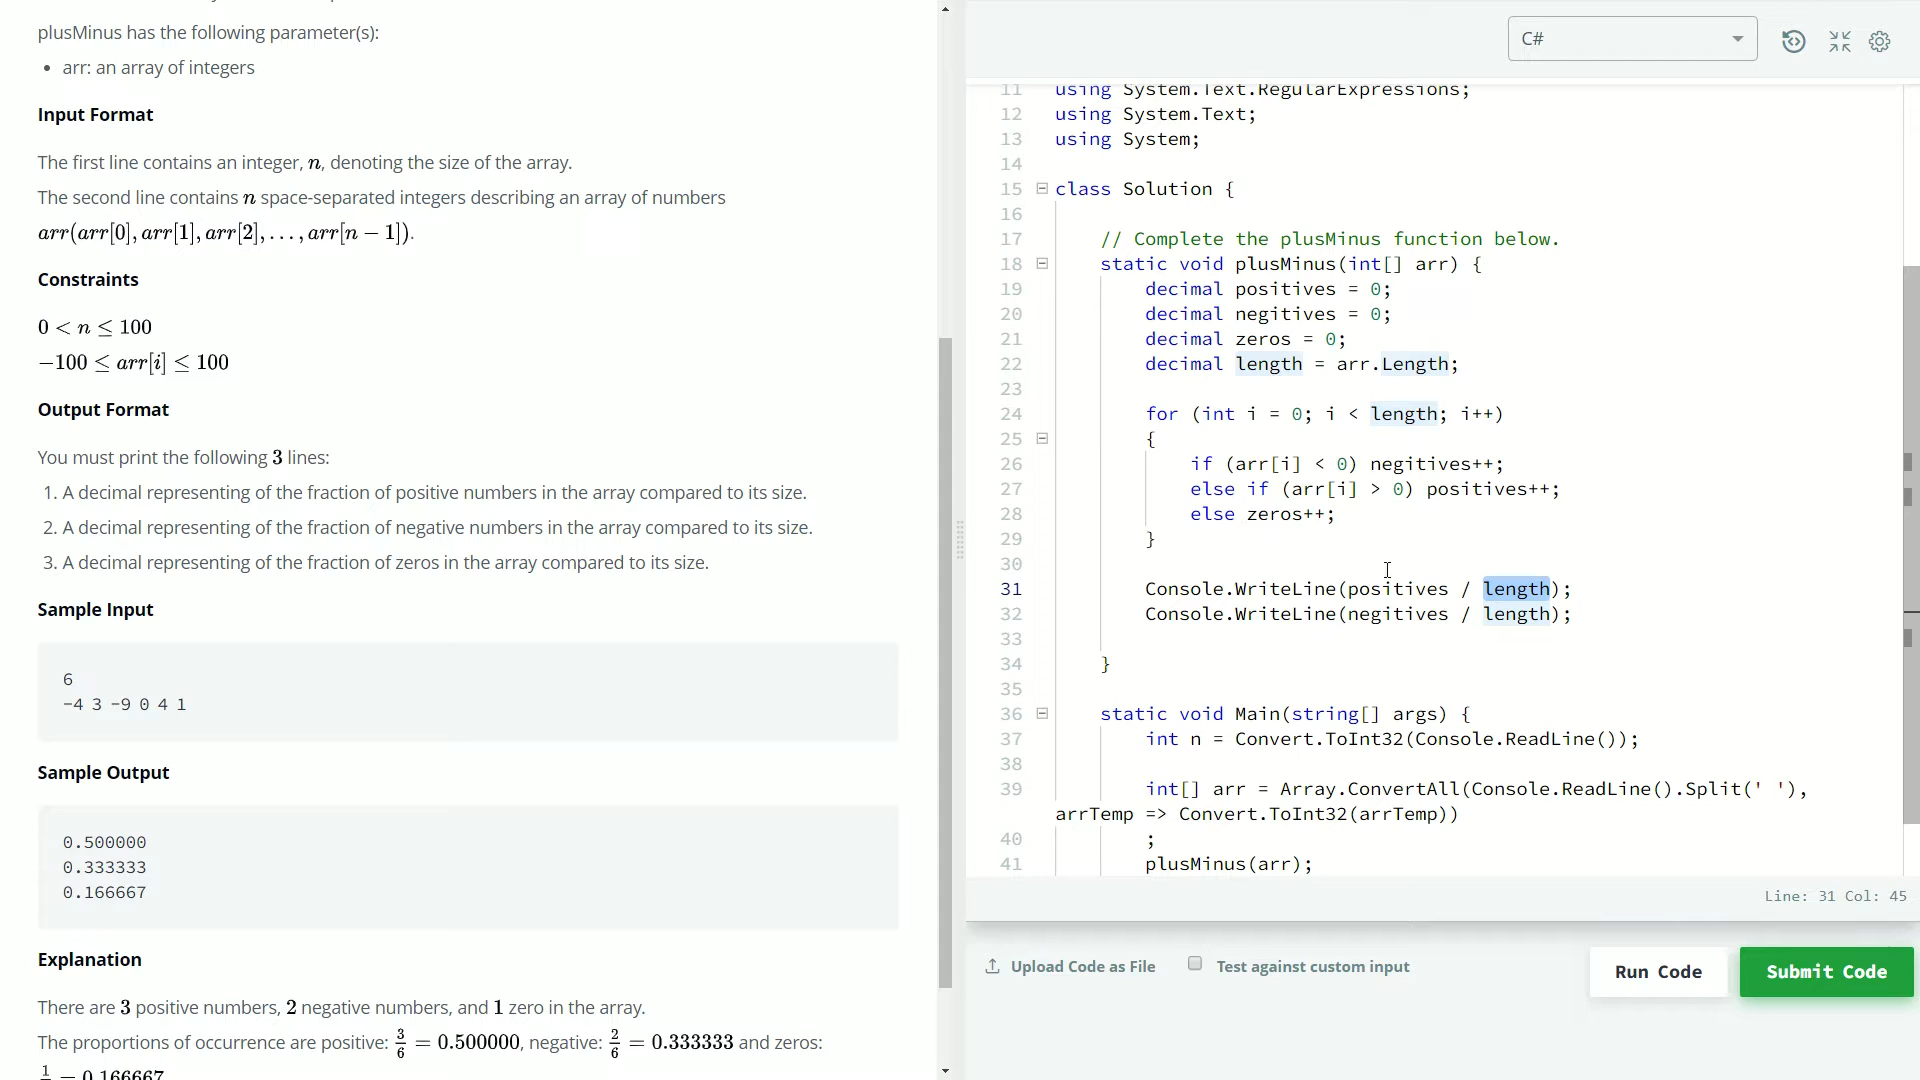 plusMinus has the following parameter(s):
• arr: an array of integers
Input Format
The first line contains an integer, n, denoting the size of the array.
The second line contains n space-separated integers describing an array of numbers
arr(arr[0], arr[1], arr[2], . . . , arr[n − 1]).
Constraints
0 < n ≤ 100
−100 ≤ arr[i] ≤ 100
Output Format
You must print the following 3 lines:
1. A decimal representing of the fraction of positive numbers in the array compared to its size.
2. A decimal representing of the fraction of negative numbers in the array compared to its size.
3. A decimal representing of the fraction of zeros in the array compared to its size.
Sample Input
6
-4 3 -9 0 4 1
Sample Output
0.500000
0.333333
0.166667
Explanation
There are 3 positive numbers, 2 negative numbers, and 1 zero in the array.
The proportions of occurrence are positive: 3/6 = 0.500000, negative: 2/6 = 0.333333 and zeros:
1
= 0.166667
C#
11 using System.Text.RegularExpressions;
12 using System.Text;
13 using System;
14
15 class Solution {
16
17 // Complete the plusMinus function below.
18 static void plusMinus(int[] arr) {
19 decimal positives = 0;
20 decimal negitives = 0;
21 decimal zeros = 0;
22 decimal length = arr.Length;
23
24 for (int i = 0; i < length; i++)
25 {
26 if (arr[i] < 0) negitives++;
27 else if (arr[i] > 0) positives++;
28 else zeros++;
29 }
30
31 Console.WriteLine(positives / length);
32 Console.WriteLine(negitives / length);
33
34 }
35
36 static void Main(string[] args) {
37 int n = Convert.ToInt32(Console.ReadLine());
38
39 int[] arr = Array.ConvertAll(Console.ReadLine().Split(' '),
arrTemp => Convert.ToInt32(arrTemp))
40 ;
41 plusMinus(arr);
Line: 31 Col: 45
Upload Code as File
Test against custom input
Run Code
Submit Code